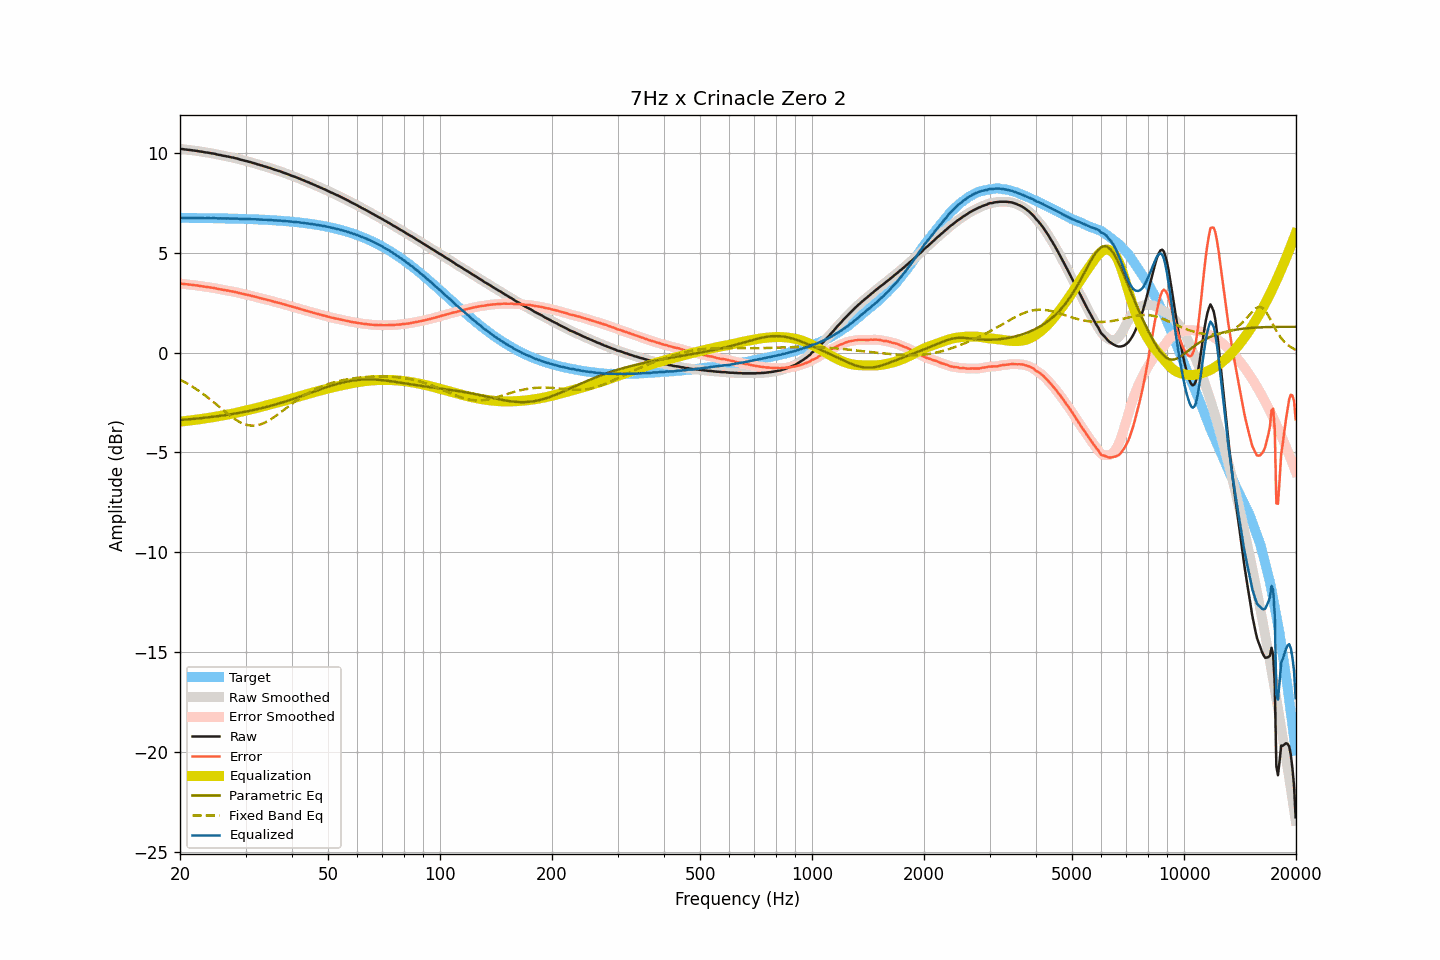 7Hz x Crinacle Zero 2
Amplitude (dBr)
10
5
0
−5
−10
−15
−20
−25
Target
Raw Smoothed
Error Smoothed
Raw
Error
Equalization
Parametric Eq
Fixed Band Eq
Equalized
20 50 100 200 500 1000 2000 5000 10000 20000
Frequency (Hz)